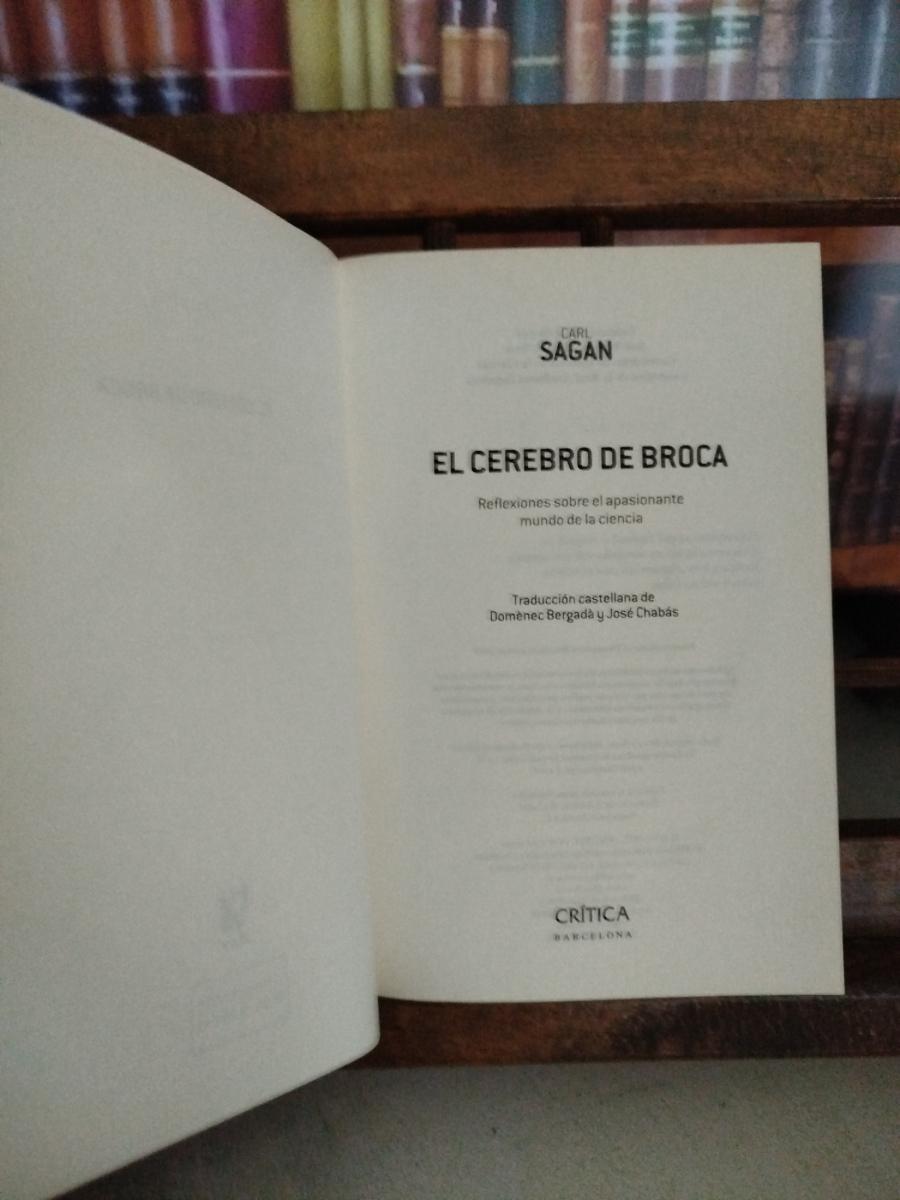 CARL
SAGAN
EL CEREBRO DE BROCA
Reflexiones sobre el apasionante
mundo de la ciencia
Traducción castellana de
Domènec Bergadà y José Chabás
CRÍTICA
BARCELONA